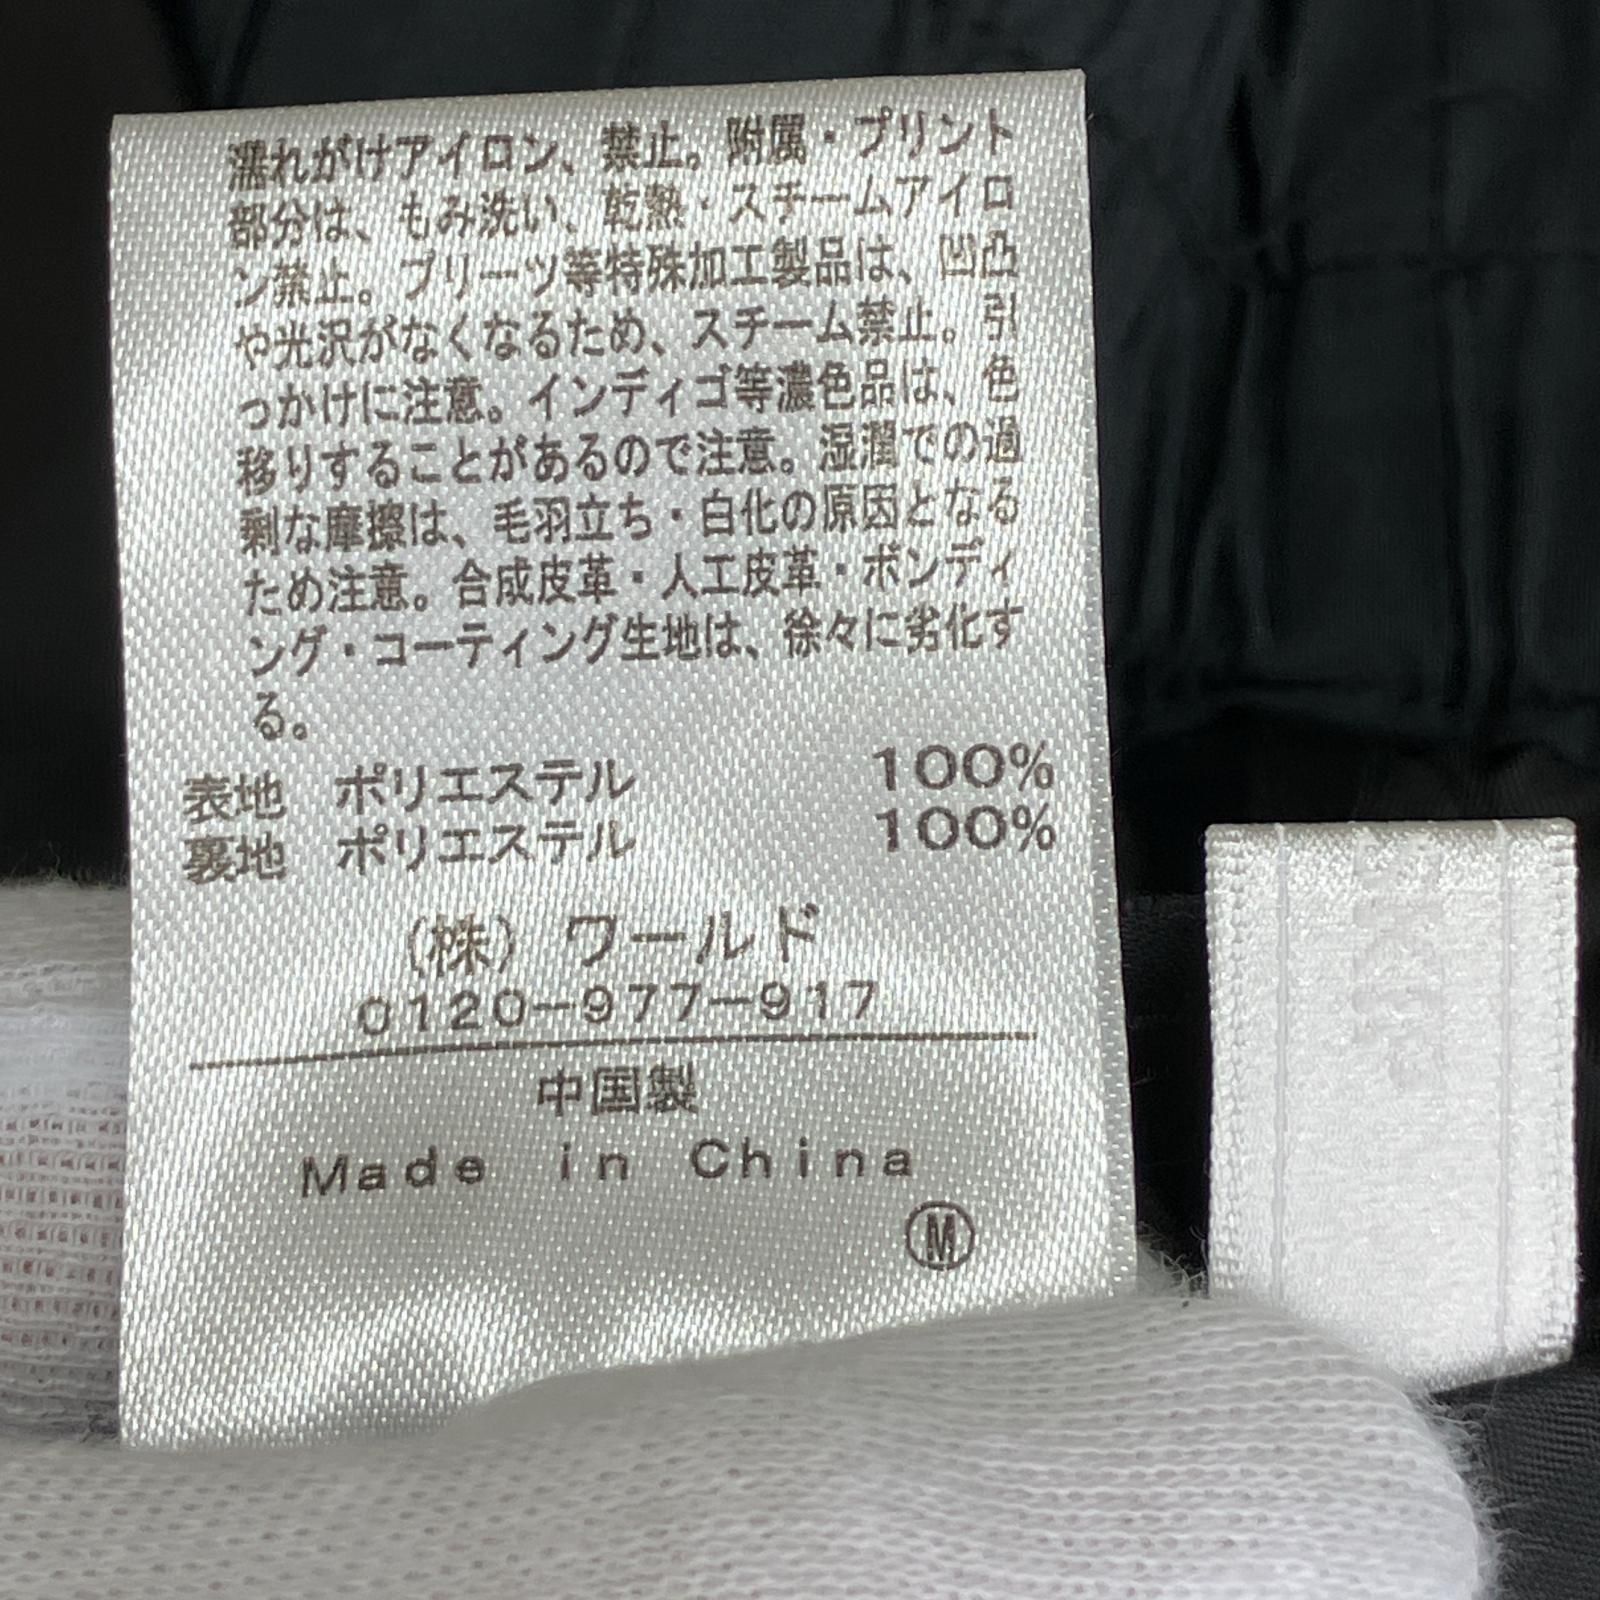 濡れがけアイロン、禁止。附属・プリント
部分は、もみ洗い、乾熱・スチームアイロ
ン禁止。プリーツ等特殊加工製品は、凹凸
や光沢がなくなるため、スチーム禁止。引
っかけに注意。インディゴ等濃色品は、色
移りすることがあるので注意。湿潤での過
剰な摩擦は、毛羽立ち・白化の原因となる
ため注意。合成皮革・人工皮革・ボンディ
ング・コーティング生地は、徐々に劣化す
る。
表地 ポリエステル 100%
裏地 ポリエステル 100%
(株) ワールド
0120-977-917
中国製
Made in China
Ⓜ